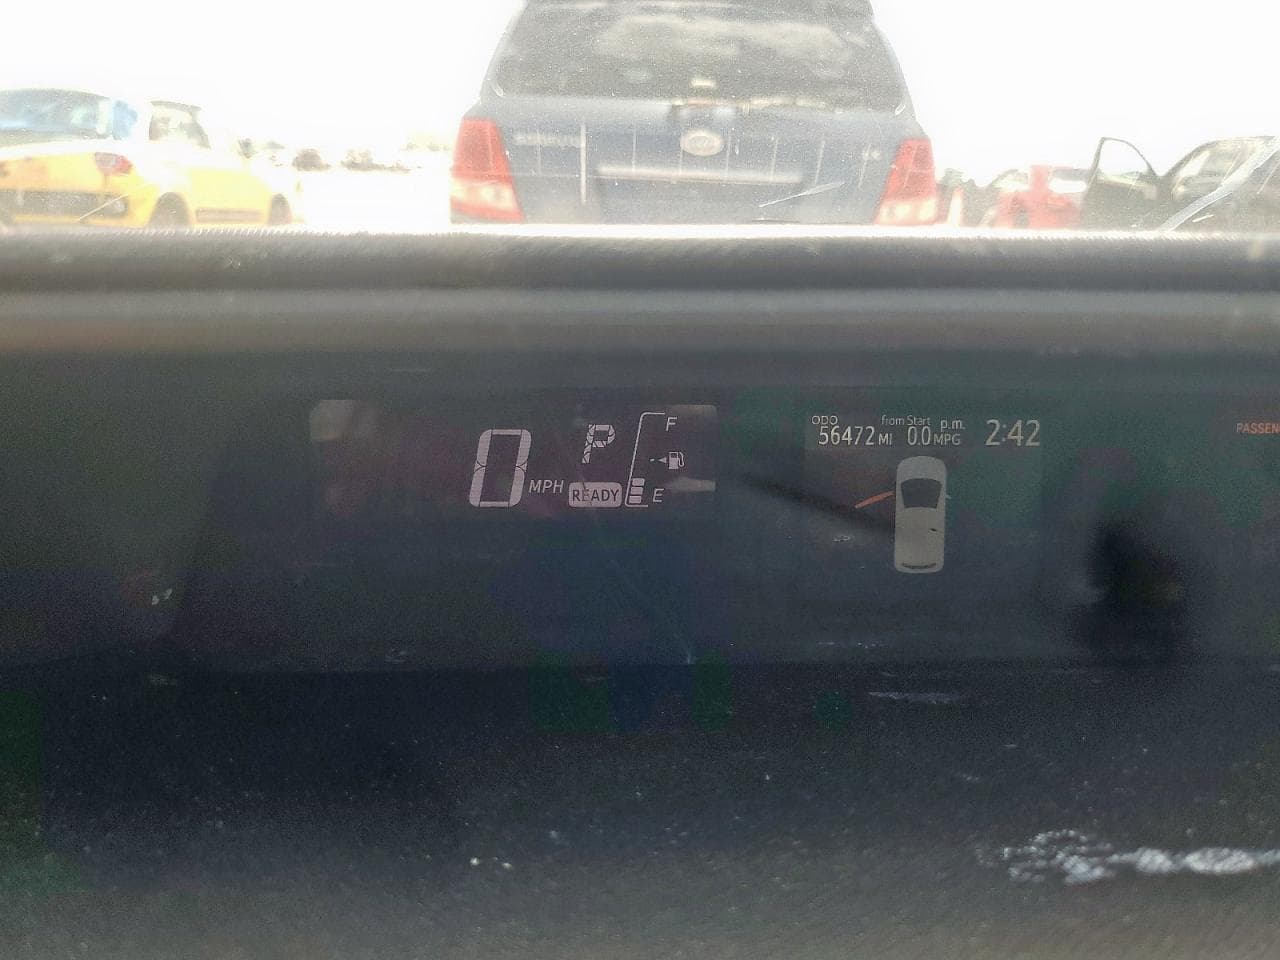 0 MPH
P
READY
F
E
ODO
56472 MI
from Start
0.0 MPG
p.m.
2:42
PASSEN